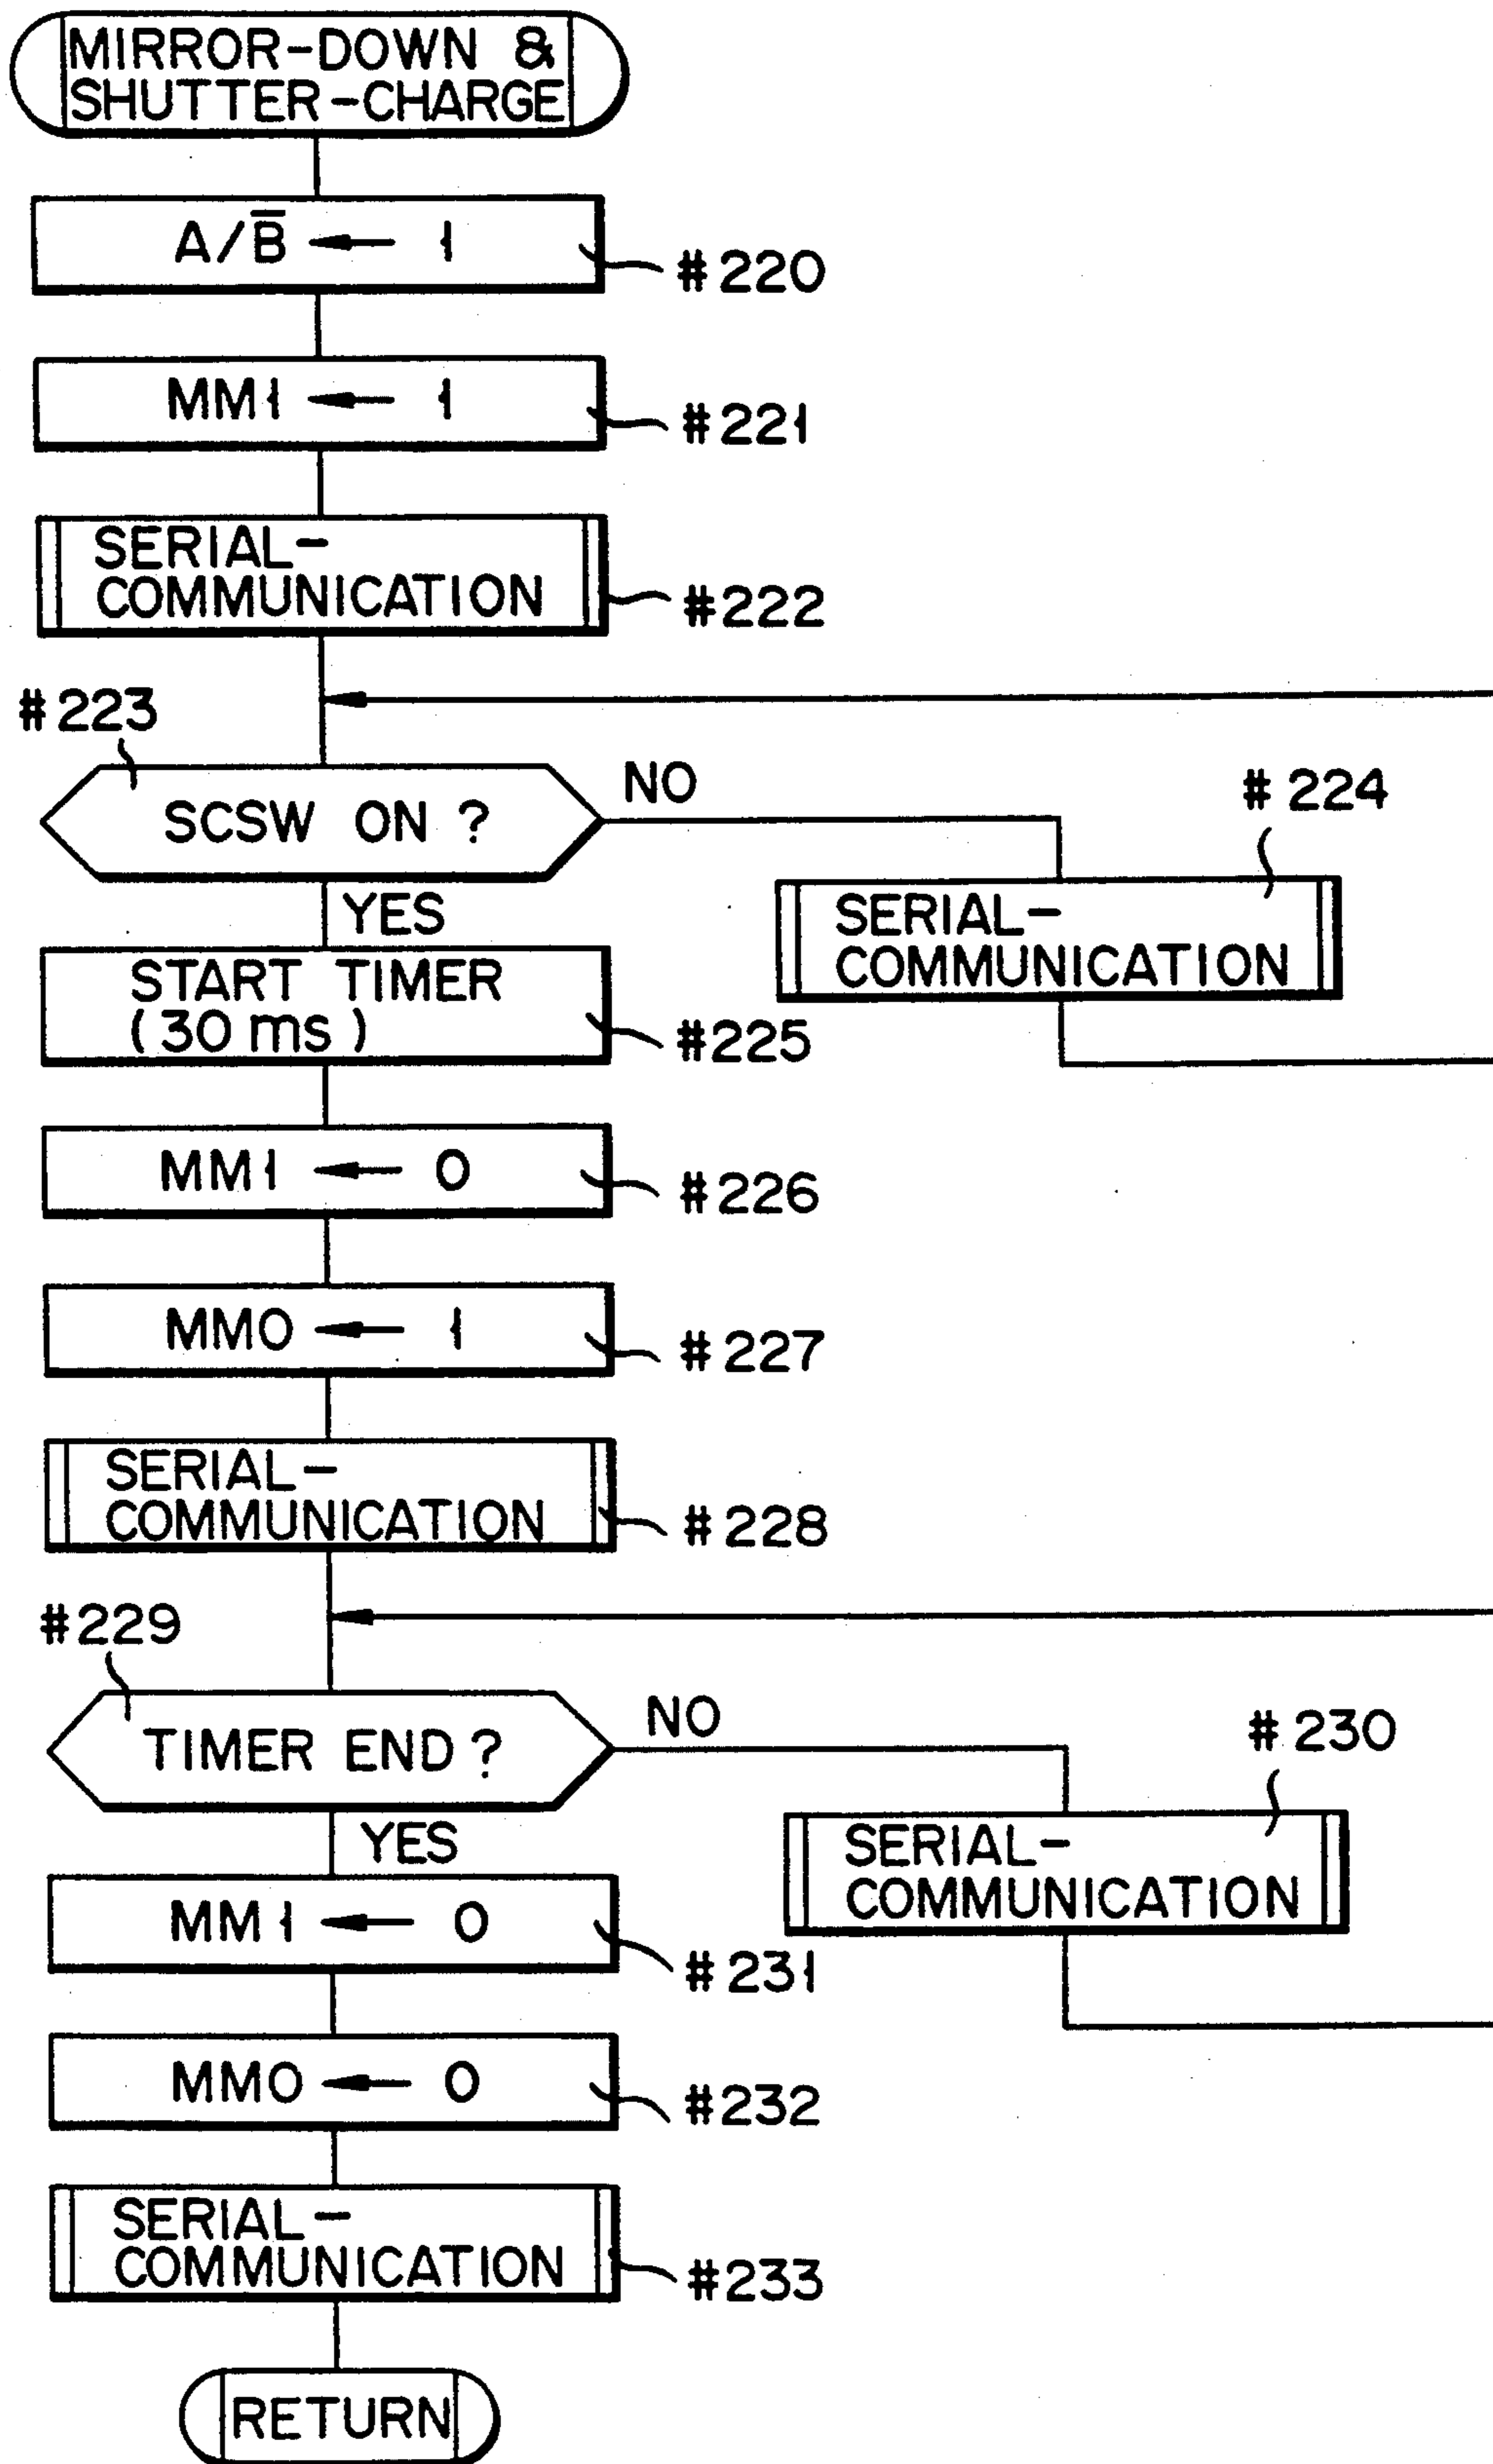 MIRROR-DOWN &
SHUTTER-CHARGE
A/B̅ ← 1
#220
MM1 ← 1
#221
SERIAL-
COMMUNICATION
#222
#223
SCSW ON ?
NO
#224
SERIAL-
COMMUNICATION
YES
START TIMER
(30 ms)
#225
MM1 ← 0
#226
MM0 ← 1
#227
SERIAL-
COMMUNICATION
#228
#229
TIMER END ?
NO
#230
SERIAL-
COMMUNICATION
YES
MM1 ← 0
#231
MM0 ← 0
#232
SERIAL-
COMMUNICATION
#233
RETURN